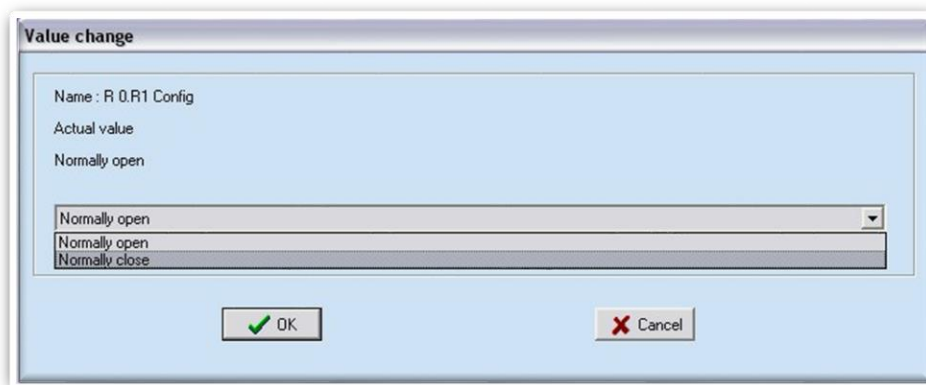 Value change
Name : R 0.R1 Config
Actual value
Normally open
Normally open
Normally open
Normally close
OK
Cancel